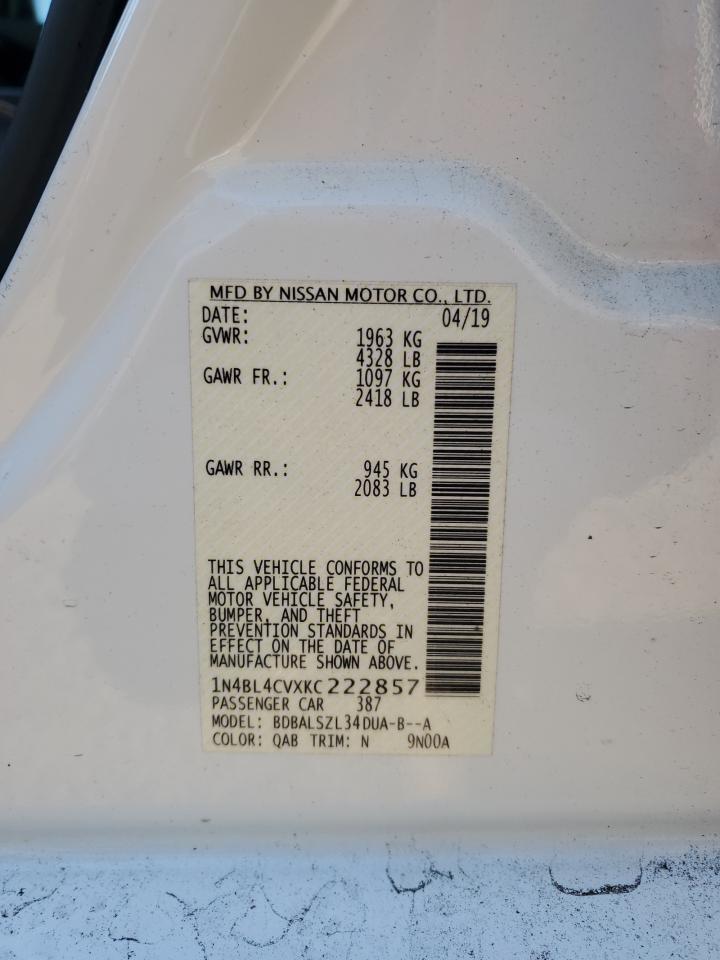 MFD BY NISSAN MOTOR CO., LTD.
DATE: 04/19
GVWR: 1963 KG
4328 LB
GAWR FR.: 1097 KG
2418 LB
GAWR RR.: 945 KG
2083 LB
THIS VEHICLE CONFORMS TO
ALL APPLICABLE FEDERAL
MOTOR VEHICLE SAFETY,
BUMPER, AND THEFT
PREVENTION STANDARDS IN
EFFECT ON THE DATE OF
MANUFACTURE SHOWN ABOVE.
1N4BL4CVXKC222857
PASSENGER CAR 387
MODEL: BDBALSZL34DUA-B--A
COLOR: QAB TRIM: N 9N00A